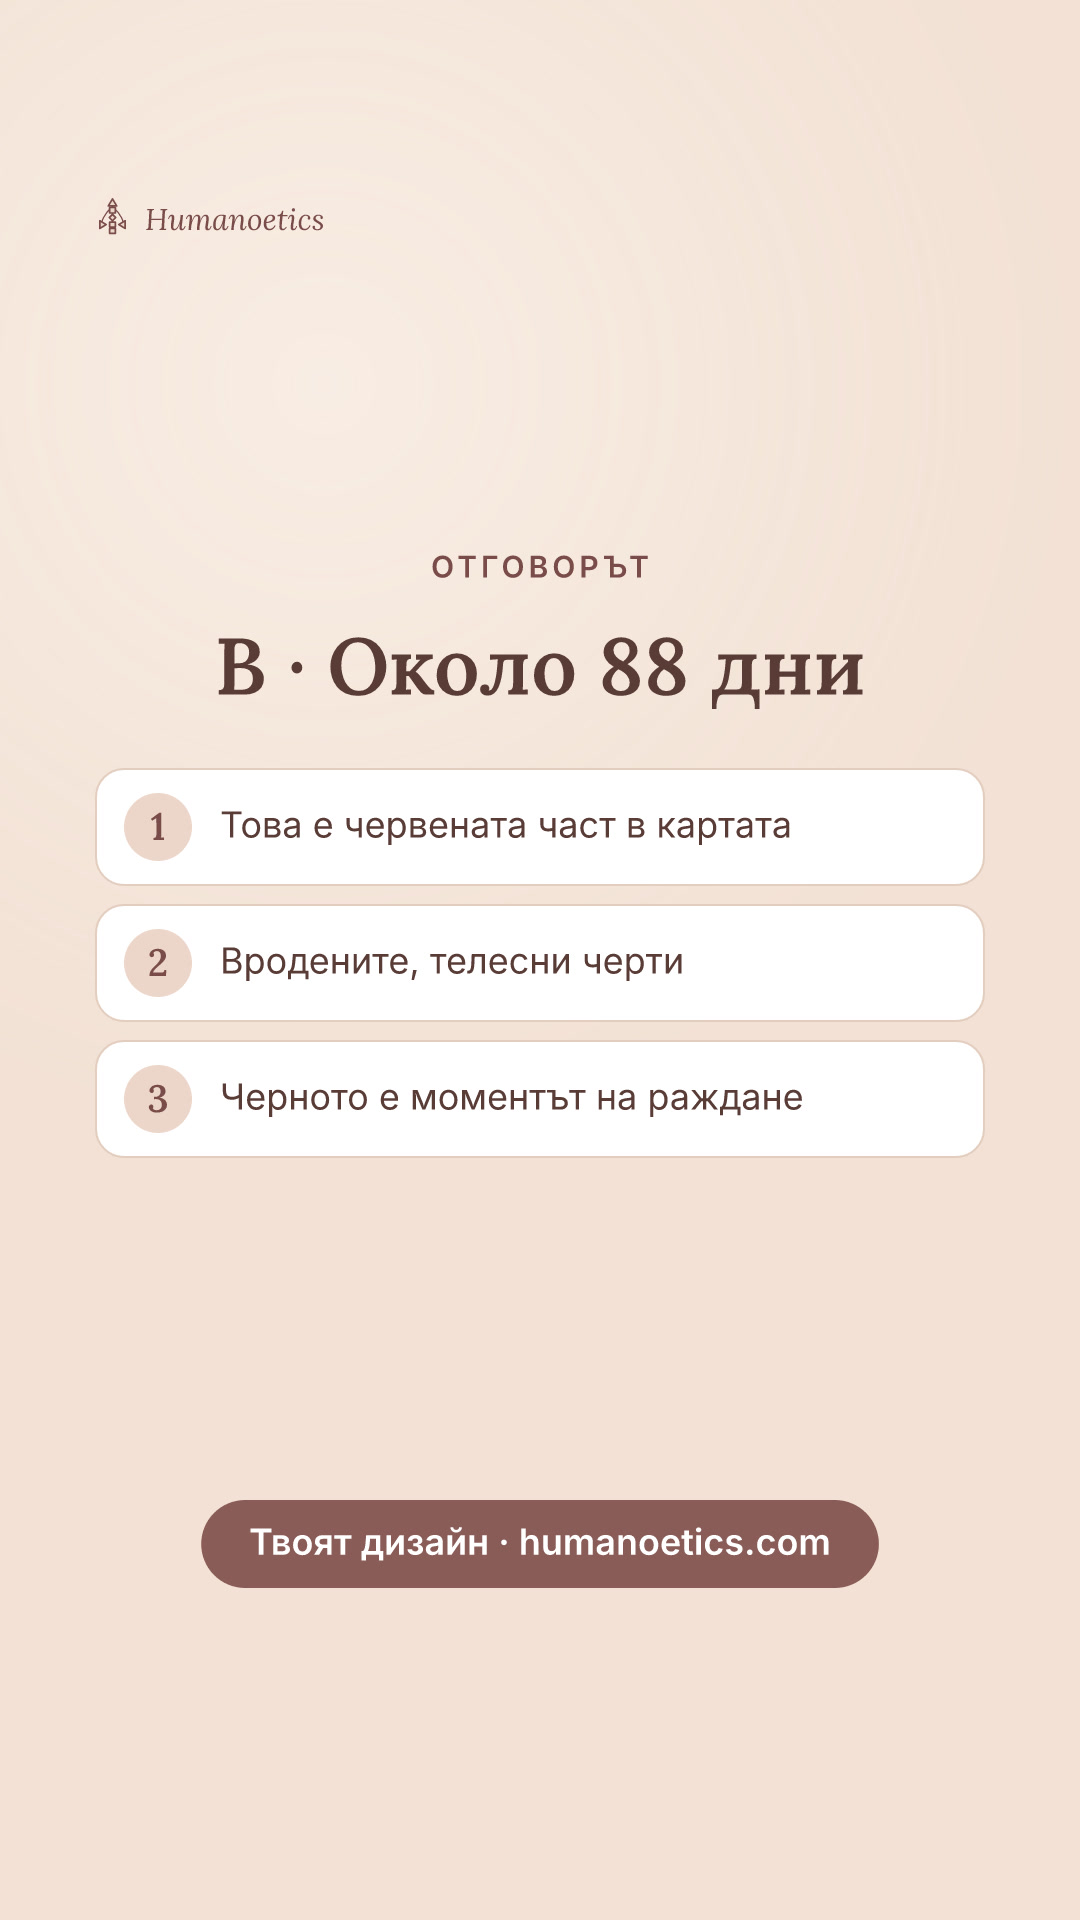 Humanoetics
ОТГОВОРЪТ
В · Около 88 дни
1 Това е червената част в картата
2 Вродените, телесни черти
3 Черното е моментът на раждане
Твоят дизайн · humanoetics.com